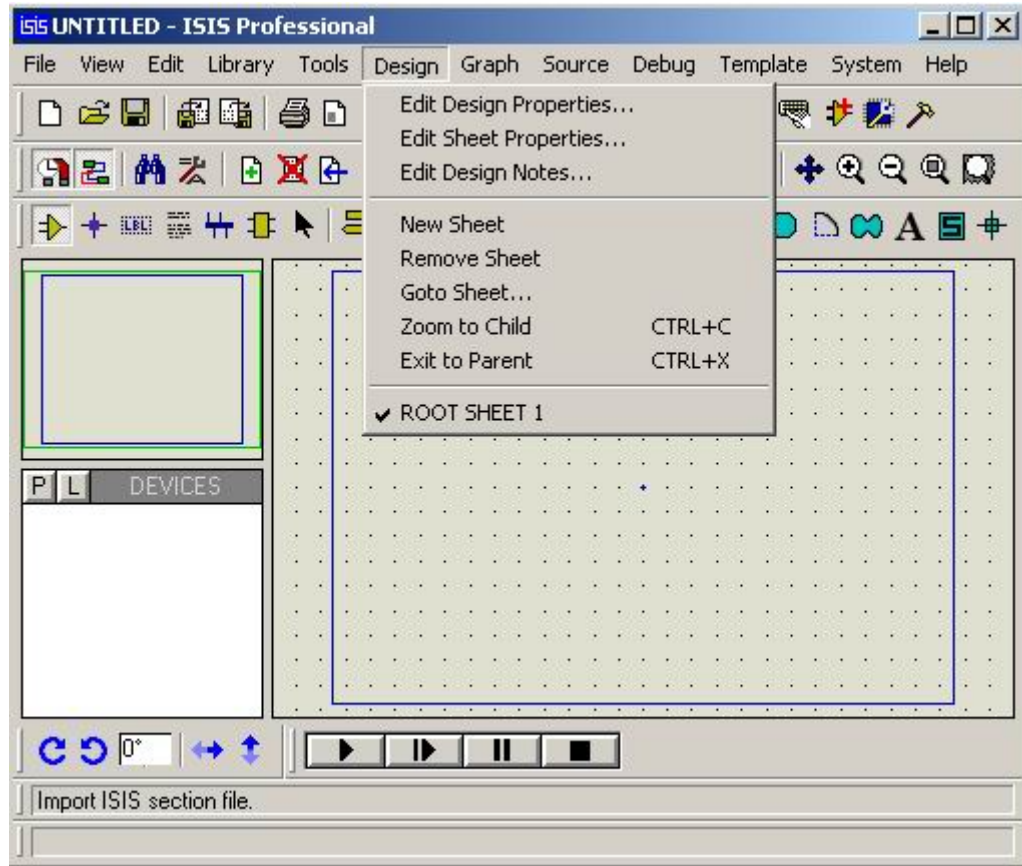 isis UNTITLED - ISIS Professional
File View Edit Library Tools Design Graph Source Debug Template System Help
Edit Design Properties...
Edit Sheet Properties...
Edit Design Notes...
New Sheet
Remove Sheet
Goto Sheet...
Zoom to Child CTRL+C
Exit to Parent CTRL+X
ROOT SHEET 1
LBL
A
P L DEVICES
0°
Import ISIS section file.